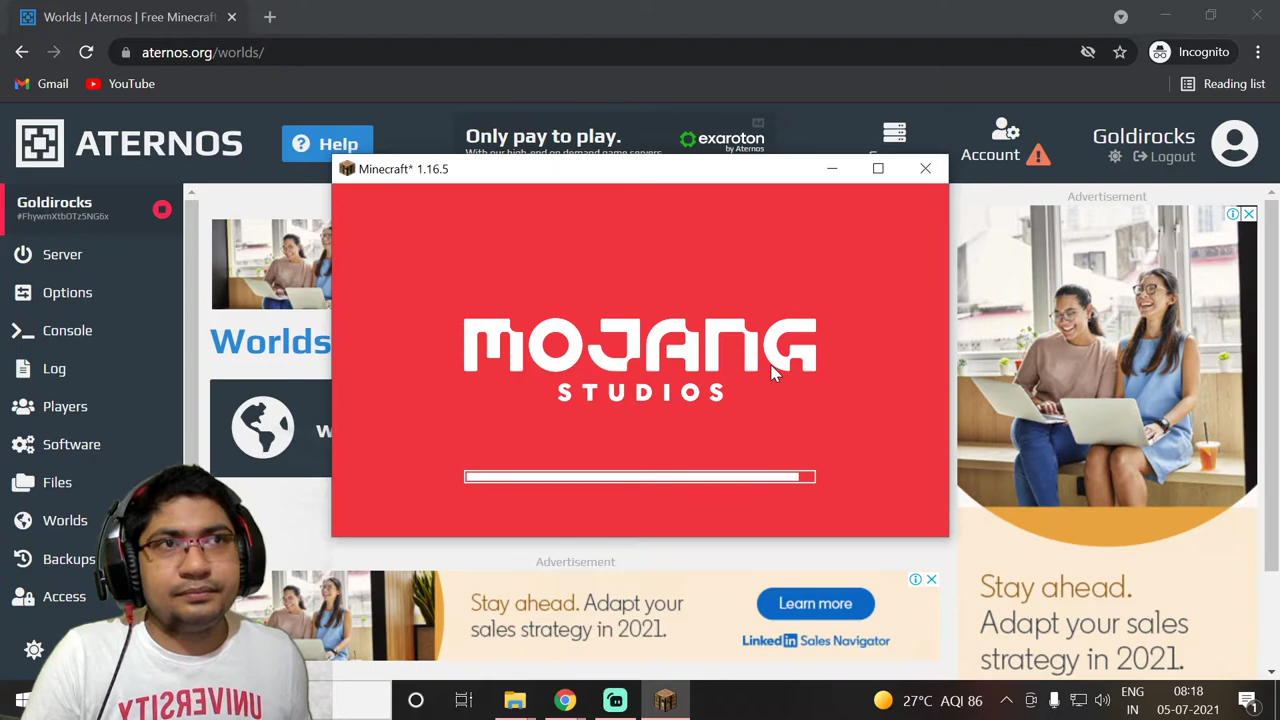 Worlds | Aternos | Free Minecraft
aternos.org/worlds/
Incognito
Gmail
YouTube
Reading list
ATERNOS
Help
Only pay to play.
exaroton
by Aternos
Ad
Account
Goldirocks
Logout
Goldirocks
#FhywmXtbOTz5NG6x
Server
Options
Console
Log
Players
Software
Files
Worlds
Backups
Access
Worlds
W
Minecraft* 1.16.5
MOJANG
STUDIOS
Advertisement
Stay ahead.
Adapt your sales
strategy in 2021.
Advertisement
Stay ahead. Adapt your
sales strategy in 2021.
Learn more
Linked in Sales Navigator
UNIVERSITY
27°C AQI 86
ENG
IN
08:18
05-07-2021
1